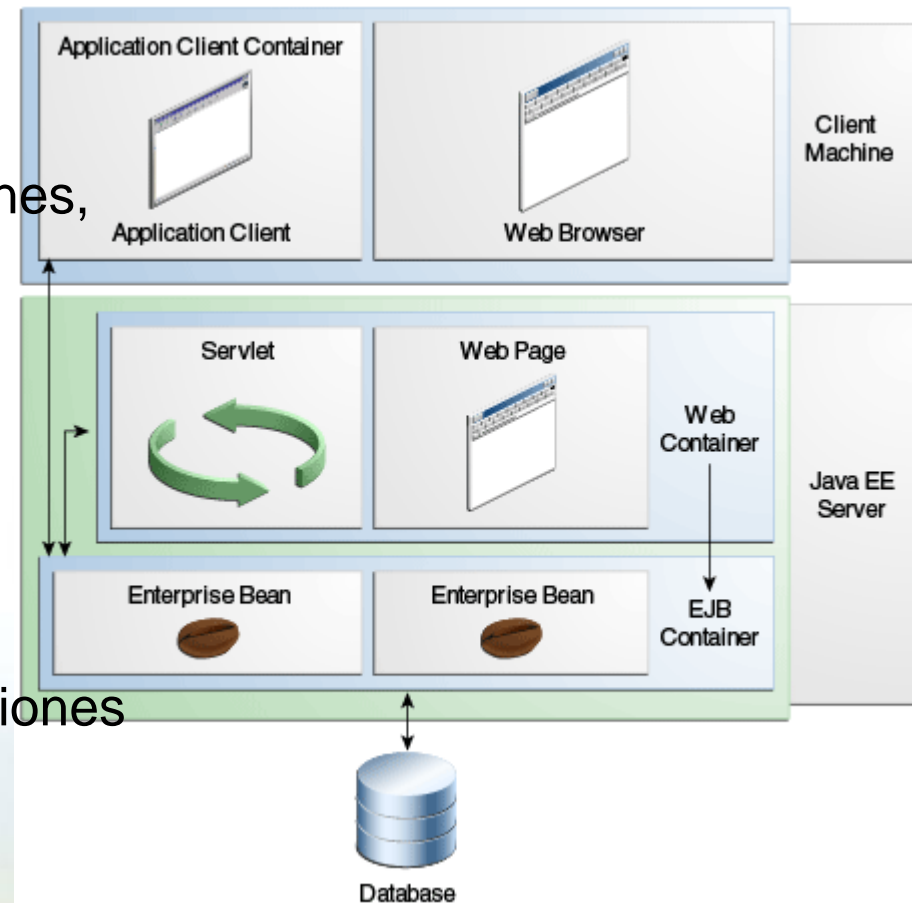 Application Client Container
Client
Machine
nes,
Application Client
Web Browser
Servlet
Web Page
Web
Container
Java EE
Server
Enterprise Bean
Enterprise Bean
EJB
Container
iones
Database